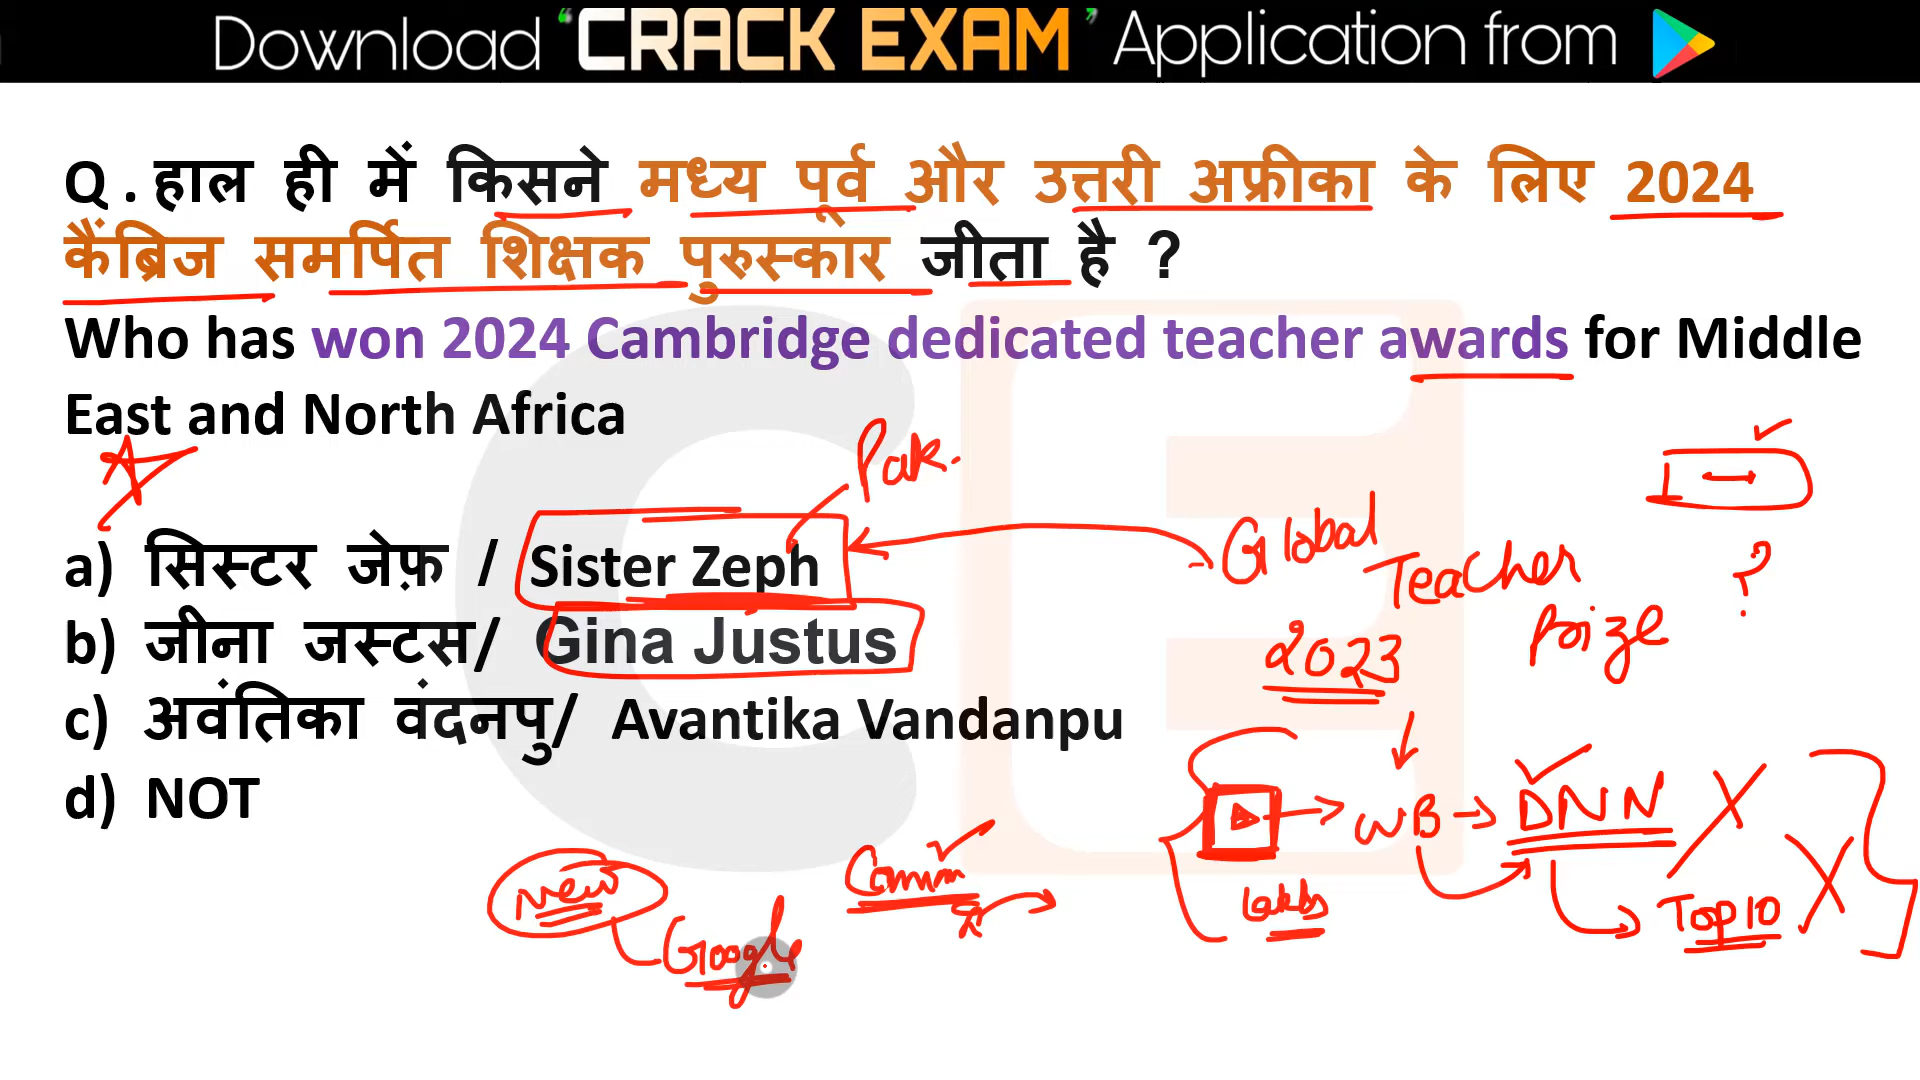 Download "CRACK EXAM" Application from
Q . हाल ही में किसने मध्य पूर्व और उत्तरी अफ्रीका के लिए 2024
कैंब्रिज समर्पित शिक्षक पुरुस्कार जीता है ?
Who has won 2024 Cambridge dedicated teacher awards for Middle
East and North Africa
Pak.
a) सिस्टर जेफ़ / Sister Zeph
Global
Teacher
Prize
?
2023
b) जीना जस्टस/ Gina Justus
c) अवंतिका वंदनपु/ Avantika Vandanpu
d) NOT
WB
DNN
New
Google
lakhs
Top 10